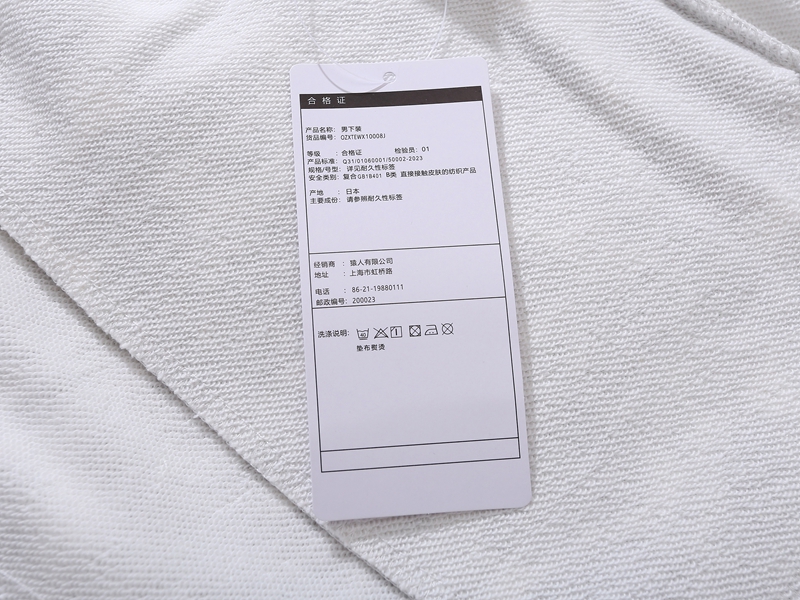 合格证
产品名称：男下装
货品编号：OZXTEWX10008J
等级 ：合格证 检验员：01
产品标准：Q31/01060001/50002-2023
规格/号型：详见耐久性标签
安全类别：复合GB18401 B类 直接接触皮肤的纺织产品
产地 ：日本
主要成份：请参照耐久性标签
经销商 ：猿人有限公司
地址 ：上海市虹桥路
电话 ：86-21-19880111
邮政编号：200023
洗涤说明：
垫布熨烫